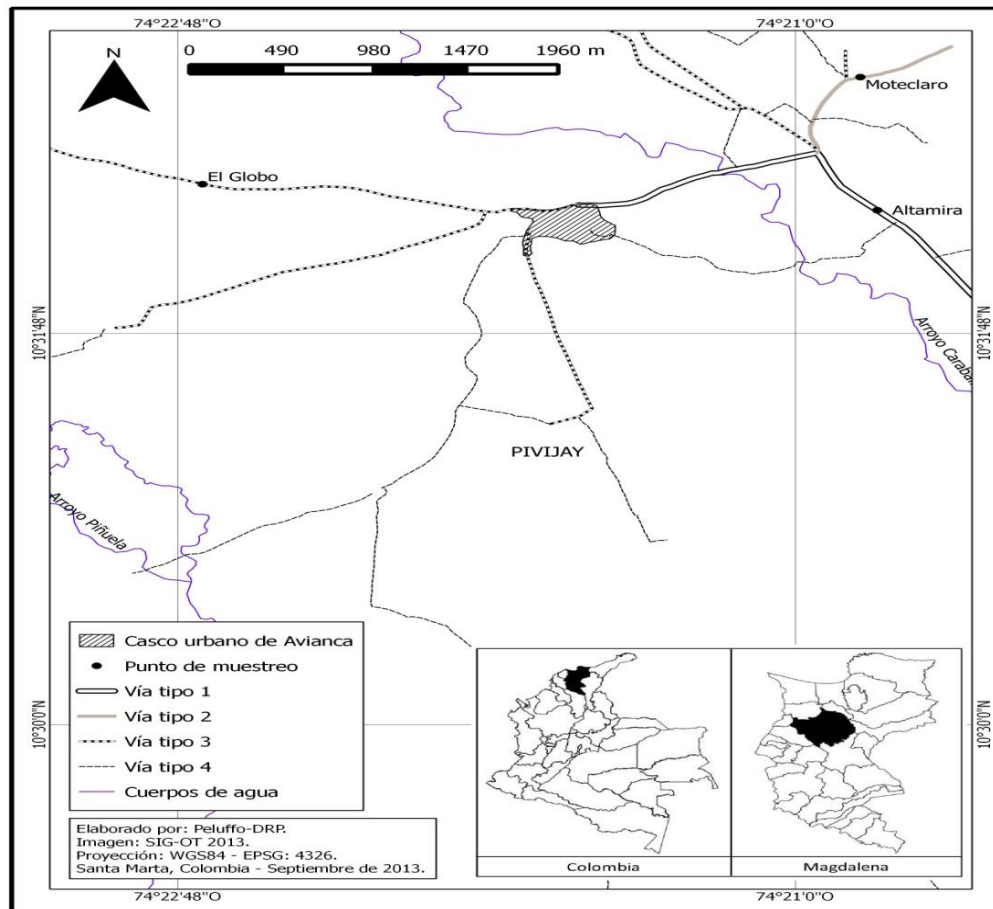 74°22'48"O
74°21'0"O
N
0 490 980 1470 1960 m
Moteclaro
El Globo
Altamira
10°31'48"N
10°31'48"N
PIVIJAY
Arroyo Piñuela
10°30'0"N
10°30'0"N
Casco urbano de Avianca
Punto de muestreo
Vía tipo 1
Vía tipo 2
Vía tipo 3
Vía tipo 4
Cuerpos de agua
Elaborado por: Peluffo-DRP.
Imagen: SIG-OT 2013.
Proyección: WGS84 - EPSG: 4326.
Santa Marta, Colombia - Septiembre de 2013.
Colombia
Magdalena
74°22'48"O
74°21'0"O
Arroyo